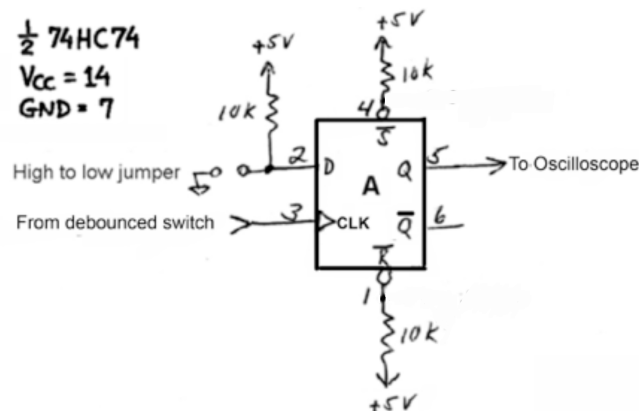 ½ 74HC74
VCC = 14
GND = 7
+5V
+5V
10K
10K
4
S̅
High to low jumper
2
D
A
Q
5
To Oscilloscope
From debounced switch
3
CLK
Q̅
6
R̅
1
10K
+5V